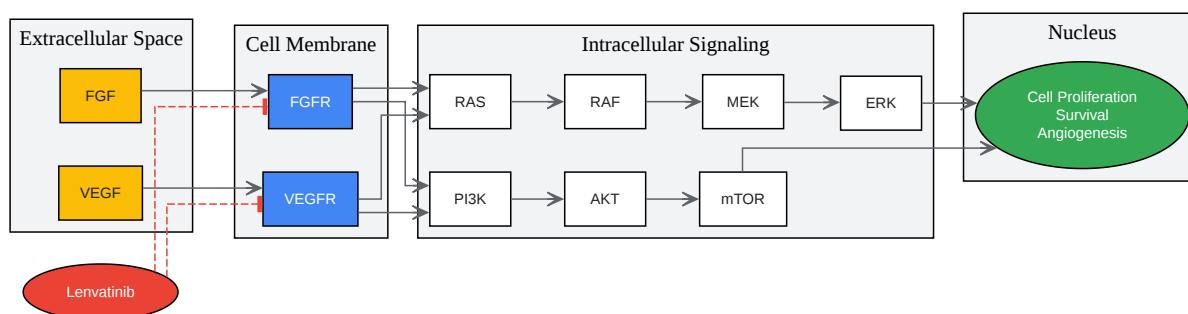 Extracellular Space
Cell Membrane
Intracellular Signaling
Nucleus
FGF
FGFR
RAS
RAF
MEK
ERK
Cell Proliferation
Survival
Angiogenesis
VEGF
VEGFR
PI3K
AKT
mTOR
Lenvatinib